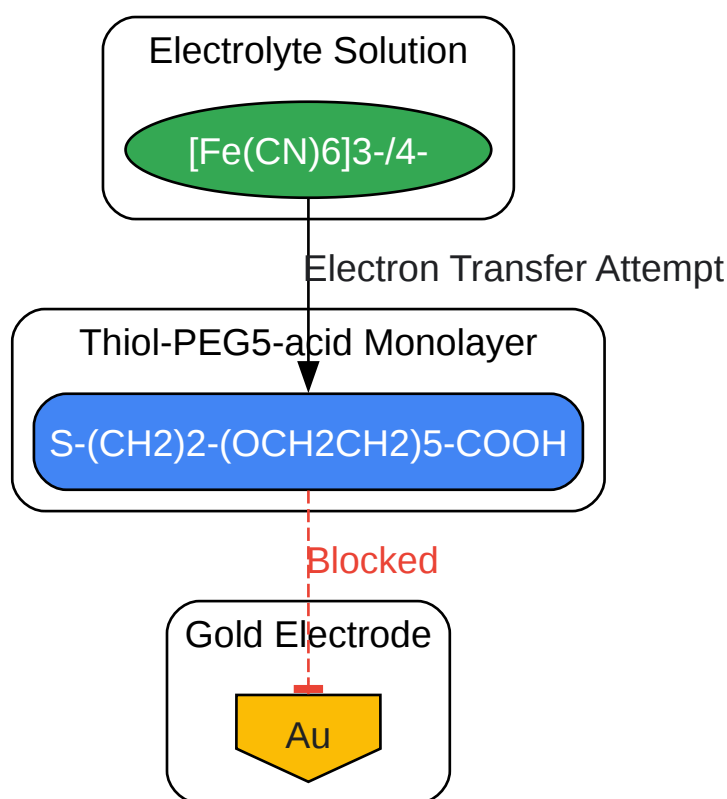 Electrolyte Solution
[Fe(CN)6]3-/4-
Electron Transfer Attempt
Thiol-PEG5-acid Monolayer
S-(CH2)2-(OCH2CH2)5-COOH
Blocked
Gold Electrode
Au